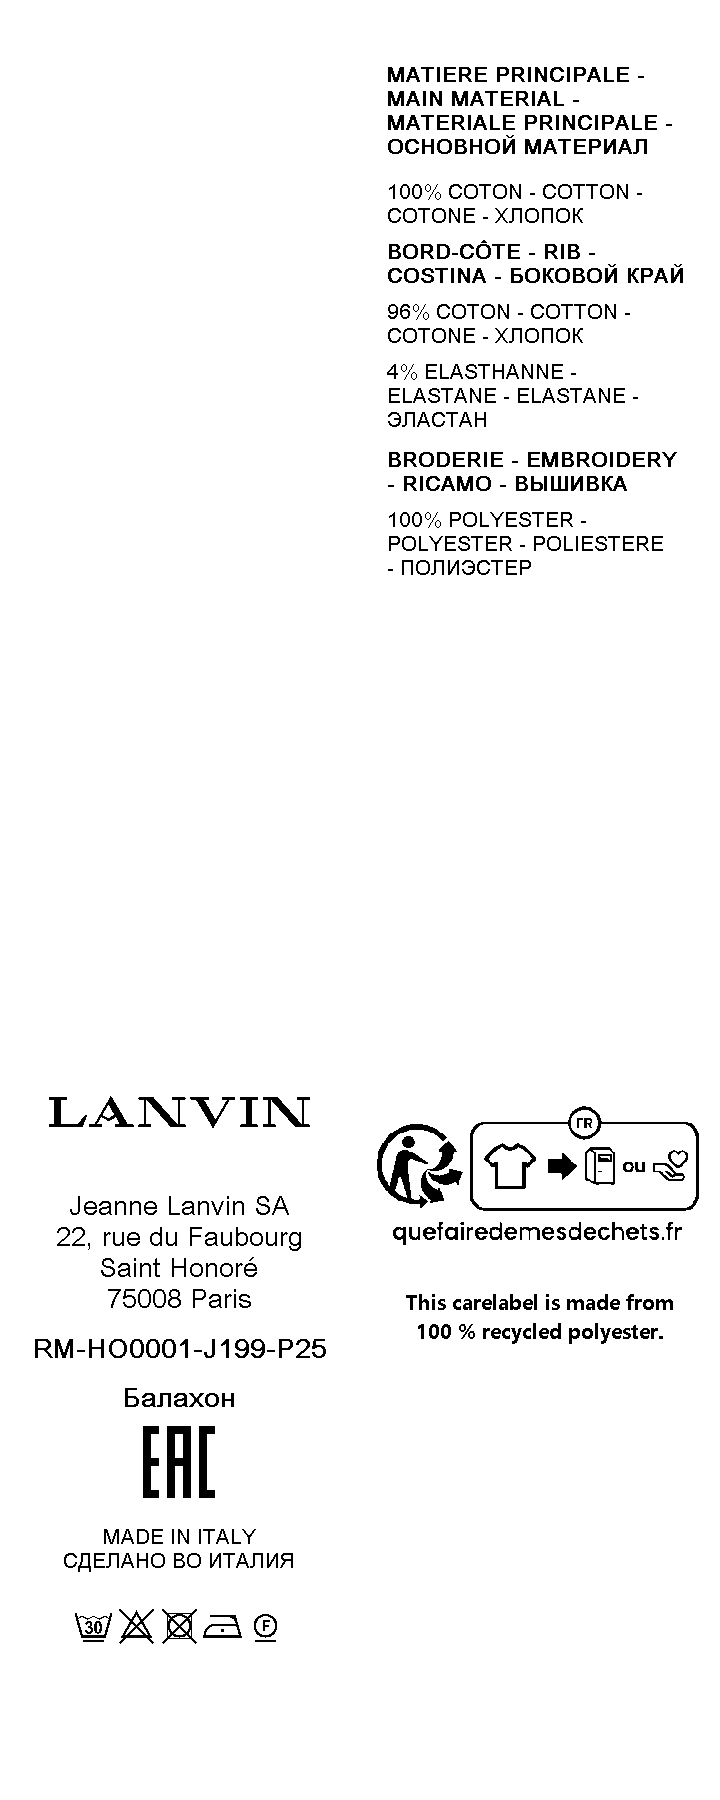 MATIERE PRINCIPALE -
MAIN MATERIAL -
MATERIALE PRINCIPALE -
ОСНОВНОЙ МАТЕРИАЛ
100% COTON - COTTON -
COTONE - ХЛОПОК
BORD-CÔTE - RIB -
COSTINA - БОКОВОЙ КРАЙ
96% COTON - COTTON -
COTONE - ХЛОПОК
4% ELASTHANNE -
ELASTANE - ELASTANE -
ЭЛАСТАН
BRODERIE - EMBROIDERY
- RICAMO - ВЫШИВКА
100% POLYESTER -
POLYESTER - POLIESTERE
- ПОЛИЭСТЕР
LANVIN
Jeanne Lanvin SA
22, rue du Faubourg
Saint Honoré
75008 Paris
RM-HO0001-J199-P25
Балахон
EAC
MADE IN ITALY
СДЕЛАНО ВО ИТАЛИЯ
30
F
FR
ou
quefairedemesdechets.fr
This carelabel is made from
100 % recycled polyester.